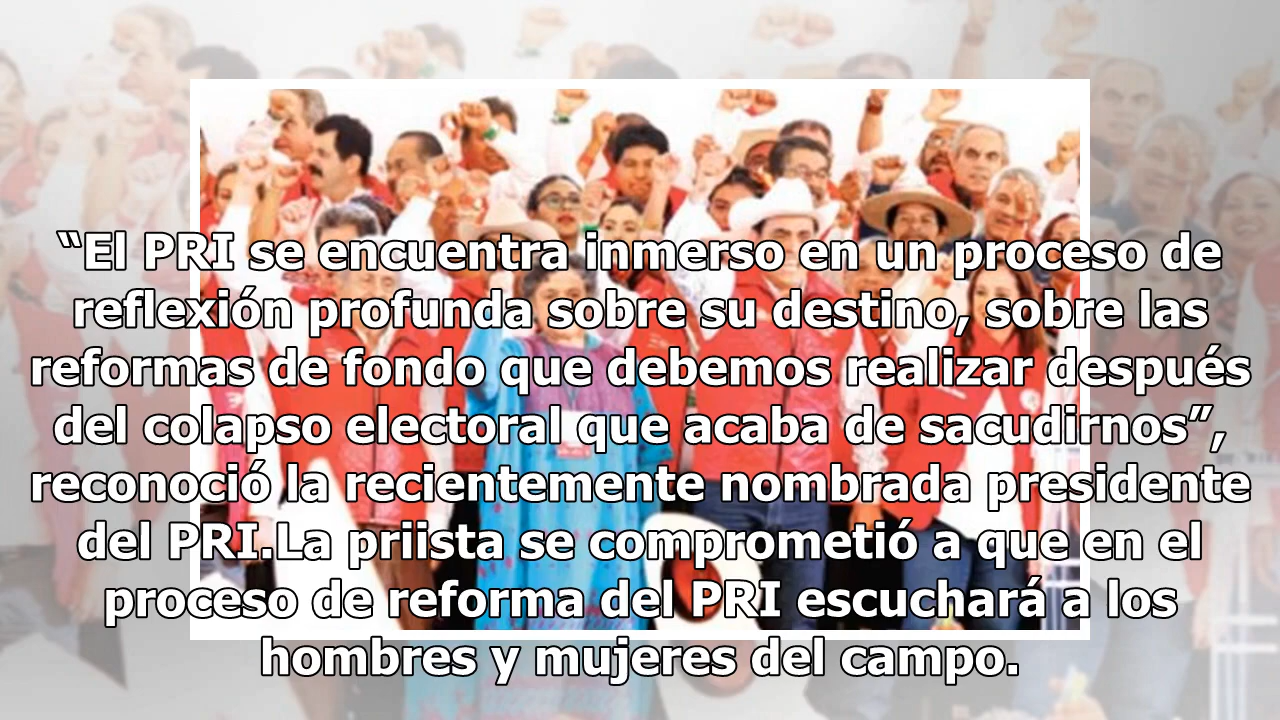 “El PRI se encuentra inmerso en un proceso de
reflexión profunda sobre su destino, sobre las
reformas de fondo que debemos realizar después
del colapso electoral que acaba de sacudirnos”,
reconoció la recientemente nombrada presidente
del PRI.La priista se comprometió a que en el
proceso de reforma del PRI escuchará a los
hombres y mujeres del campo.